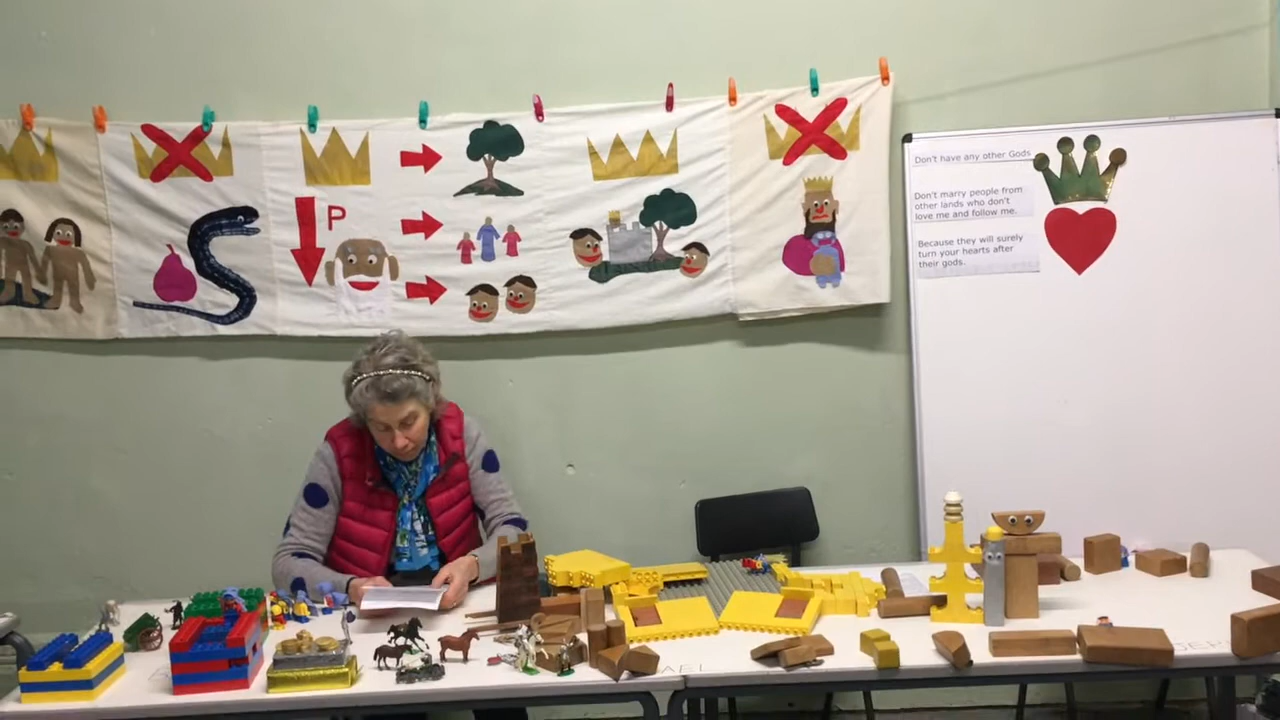 P
Don't have any other Gods
Don't marry people from
other lands who don't
love me and follow me.
Because they will surely
turn your hearts after
their gods.